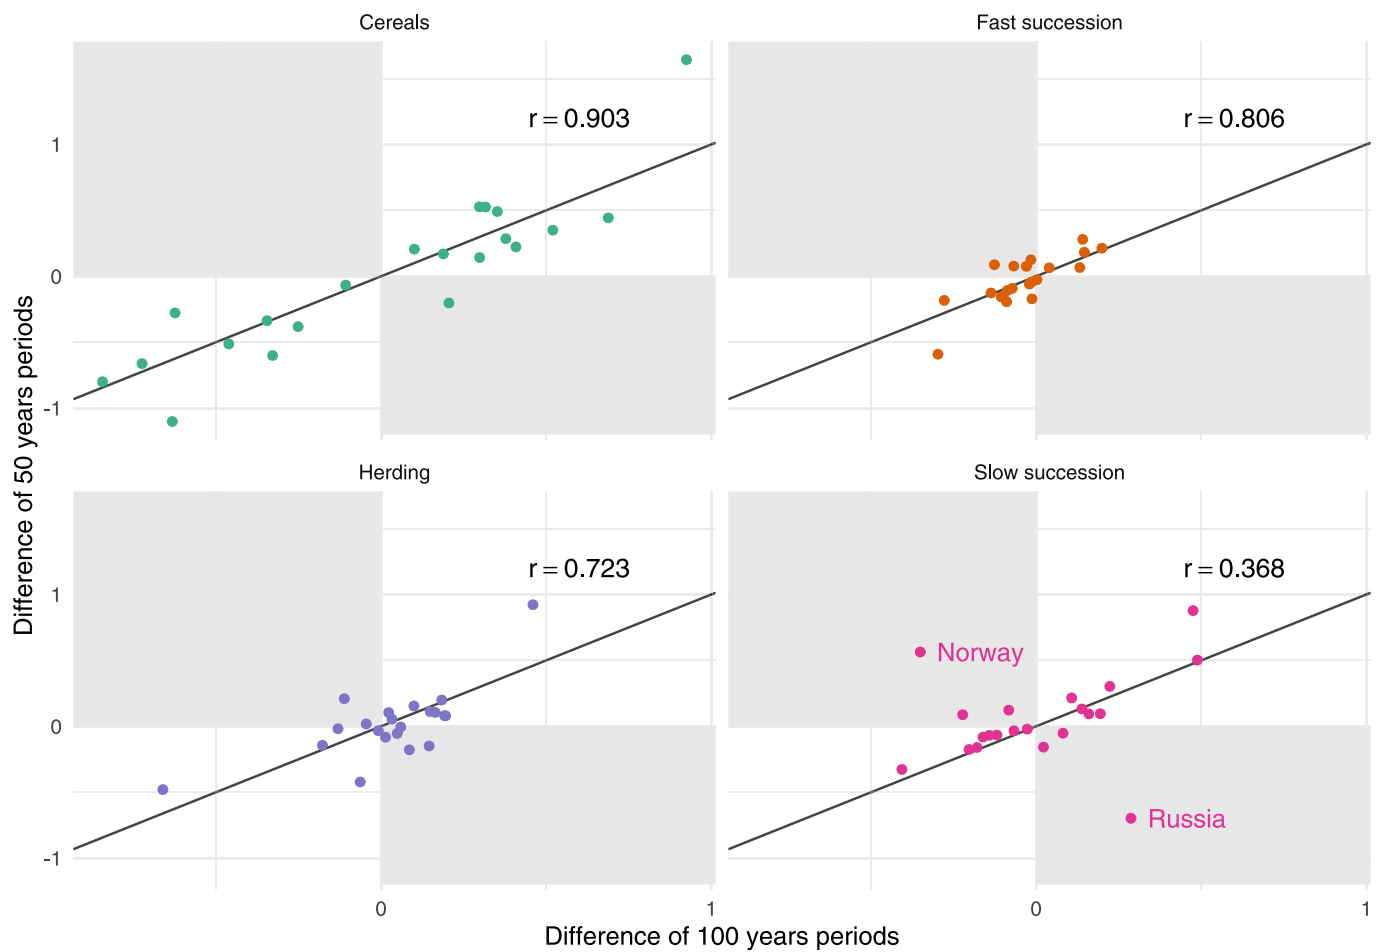 Cereals
Fast succession
r = 0.903
r = 0.806
1
0
-1
Difference of 50 years periods
Herding
Slow succession
r = 0.723
r = 0.368
1
Norway
0
Russia
-1
0
1
0
1
Difference of 100 years periods